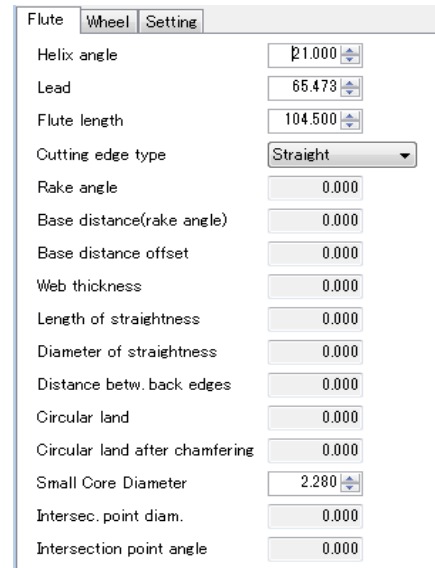 Flute Wheel Setting
Helix angle 21.000
Lead 65.473
Flute length 104.500
Cutting edge type Straight
Rake angle 0.000
Base distance(rake angle) 0.000
Base distance offset 0.000
Web thickness 0.000
Length of straightness 0.000
Diameter of straightness 0.000
Distance betw. back edges 0.000
Circular land 0.000
Circular land after chamfering 0.000
Small Core Diameter 2.280
Intersec. point diam. 0.000
Intersection point angle 0.000